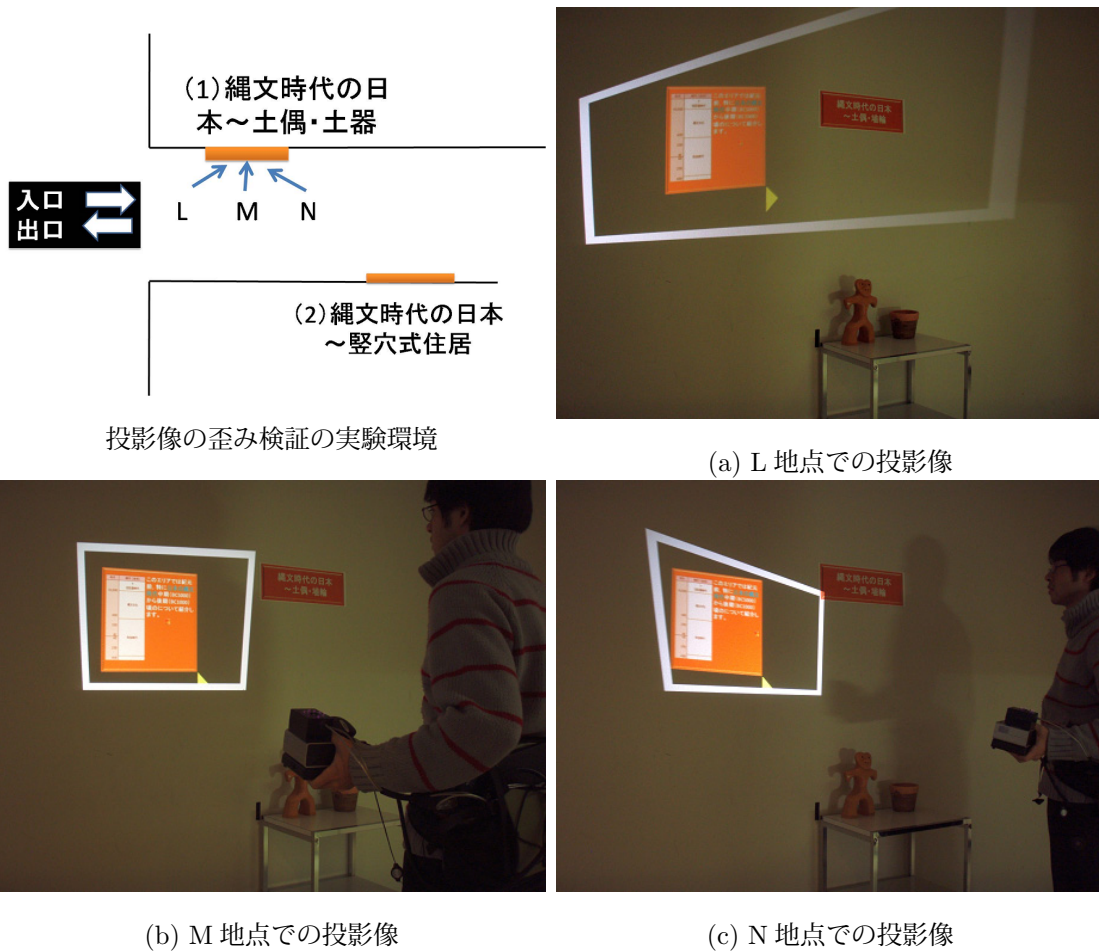 (1)縄文時代の日
本～土偶・土器
入口
出口
L M N
(2)縄文時代の日本
～竪穴式住居
投影像の歪み検証の実験環境
縄文時代の日本
～土偶・埴輪
(a) L 地点での投影像
縄文時代の日本
～土偶・埴輪
(b) M 地点での投影像
縄文時代の日本
～土偶・埴輪
(c) N 地点での投影像